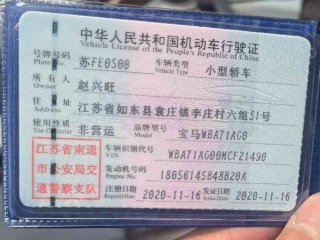 中华人民共和国机动车行驶证
Vehicle License of the People's Republic of China
号牌号码 苏FE0S00 车辆类型 小型轿车
Plate No. Vehicle Type
所有人 赵兴旺
Owner
住址 江苏省如东县袁庄镇李庄村六组51号
Address
使用性质 非营运 品牌型号 宝马WBA71AG0
Use Character Model
江苏省南通 车辆识别代号 WBA71AG00MCF21490
VIN
市公安局交 发动机号码 18056145B48B20A
Engine No.
通警察支队 注册日期 2020-11-16 发证日期 2020-11-16
Register Date Issue Date